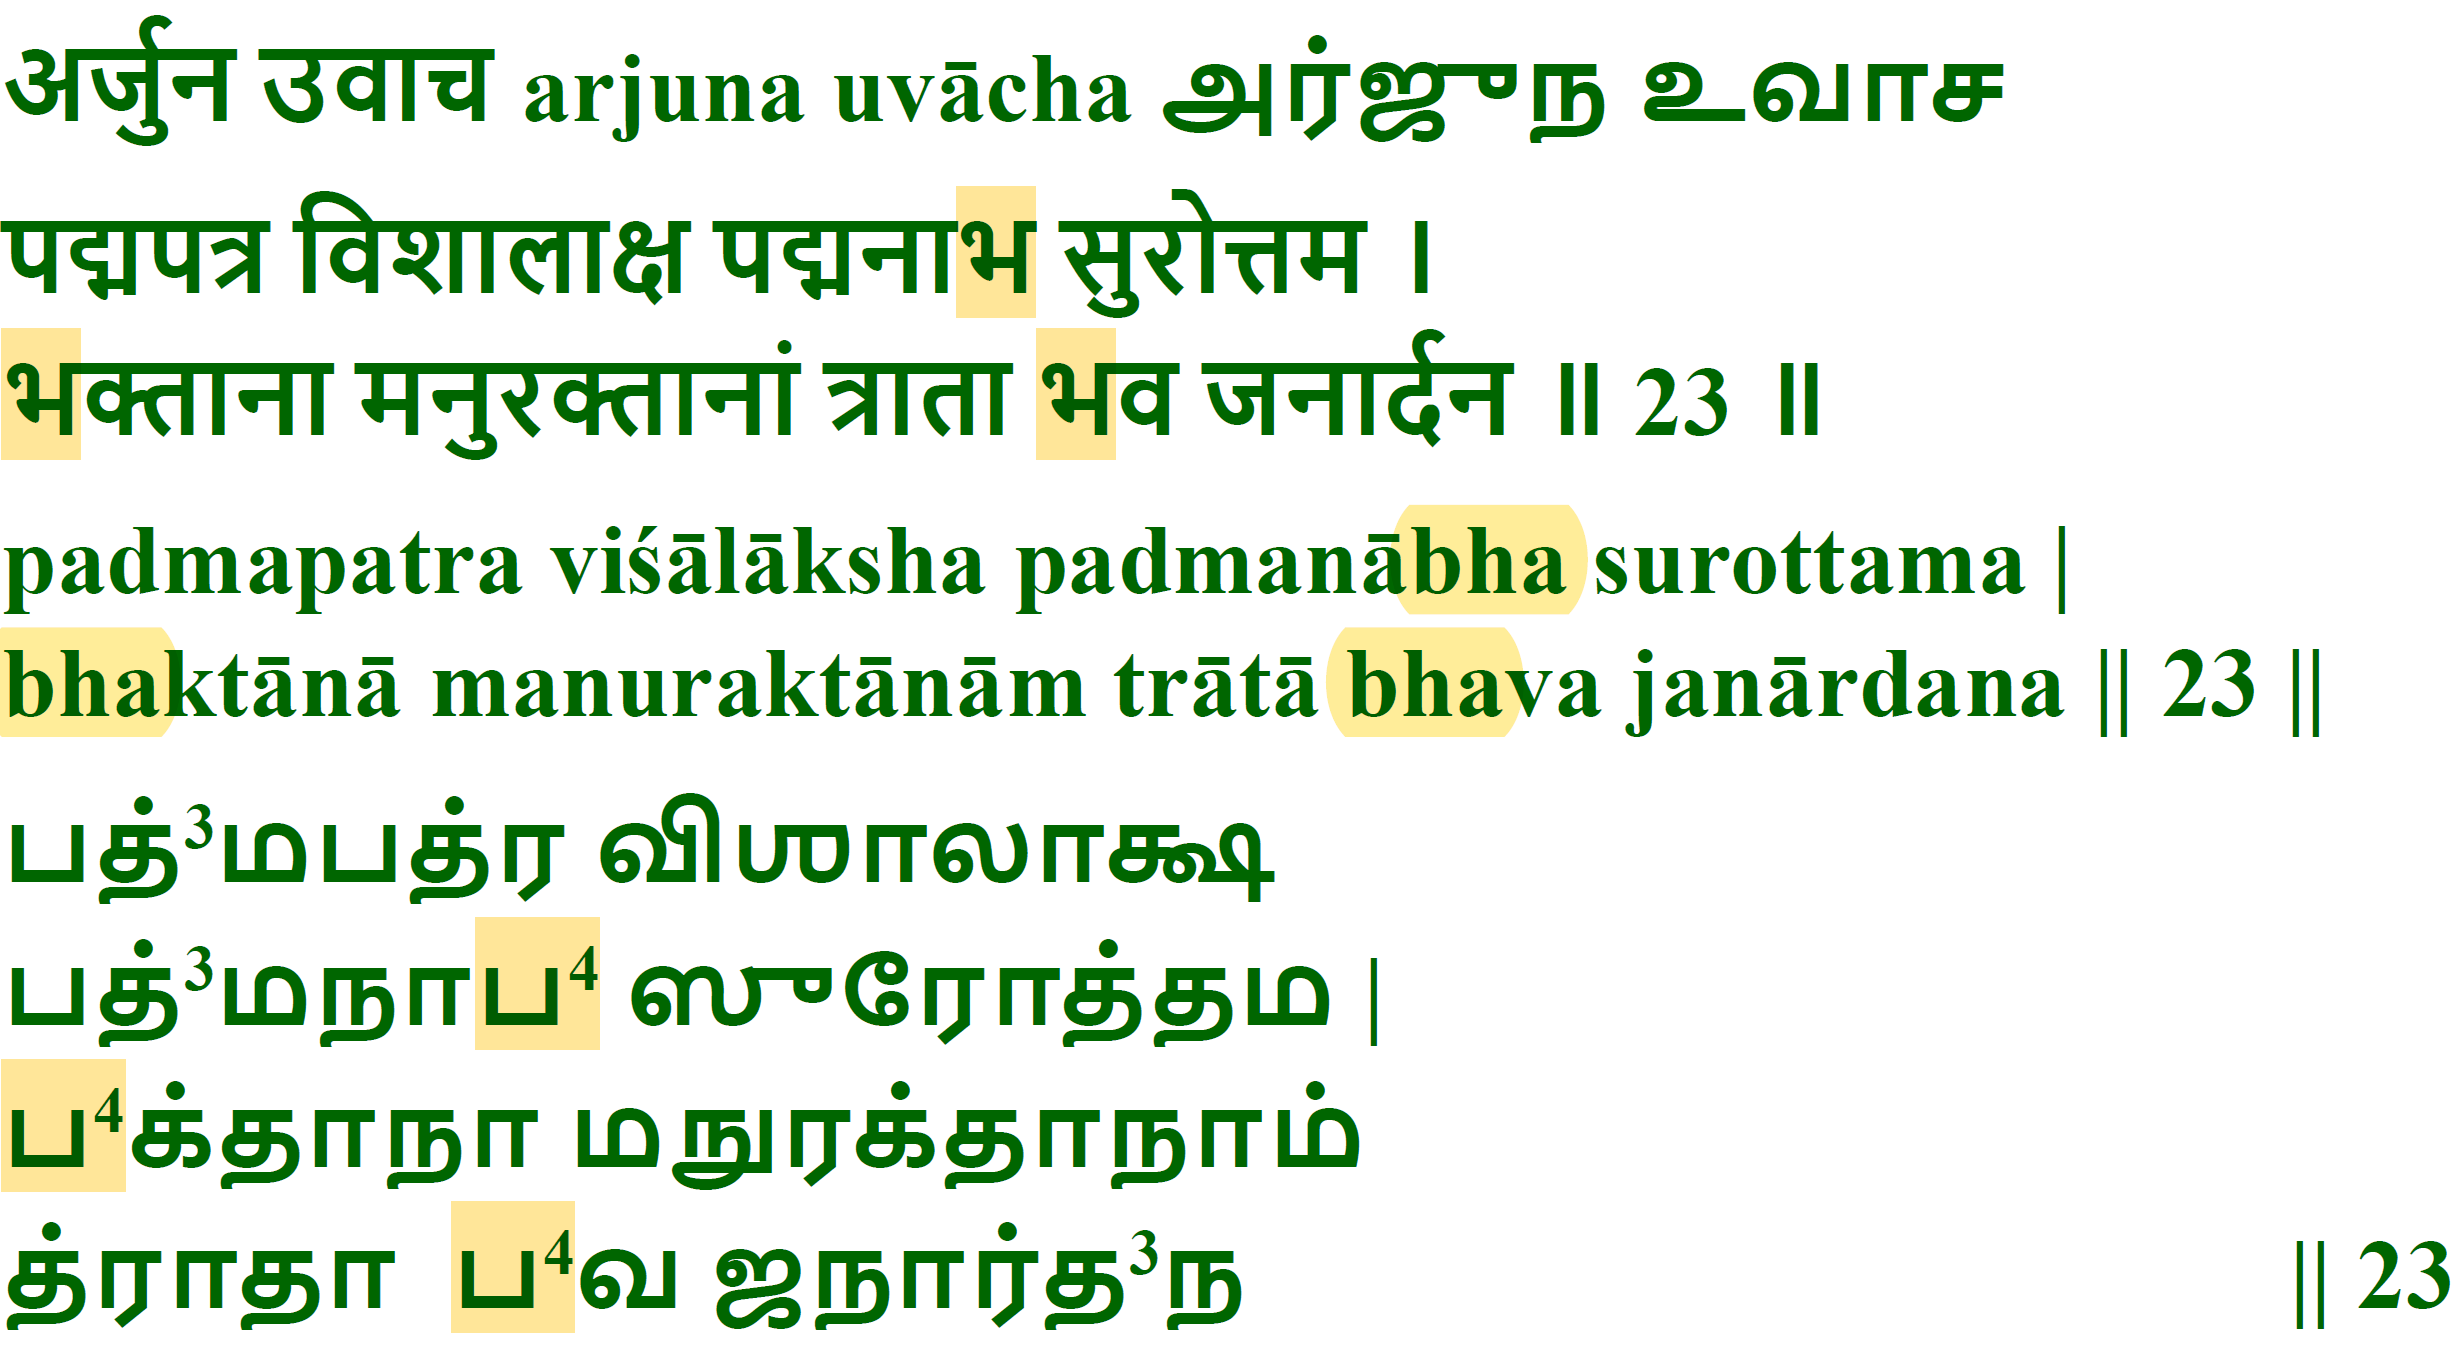 अर्जुन उवाच arjuna uvācha அர்ஜுந உவாச
पद्मपत्र विशालाक्ष पद्मनाभ सुरोत्तम ।
भक्ताना मनुरक्तानां त्राता भव जनार्दन ॥ 23 ॥
padmapatra viśālāksha padmanābha surottama |
bhaktānā manuraktānām trātā bhava janārdana || 23 ||
பத்³மபத்ர விஶாலாக்ஷ
பத்³மநாப⁴ ஸுரோத்தம |
ப⁴க்தாநா மநுரக்தாநாம்
த்ராதா ப⁴வ ஜநார்த³ந || 23